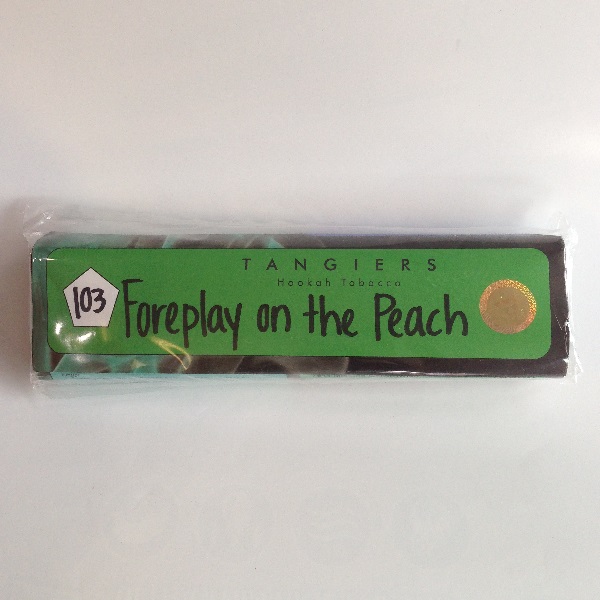 TANGIERS
Hookah Tobacco
103
Foreplay on the Peach